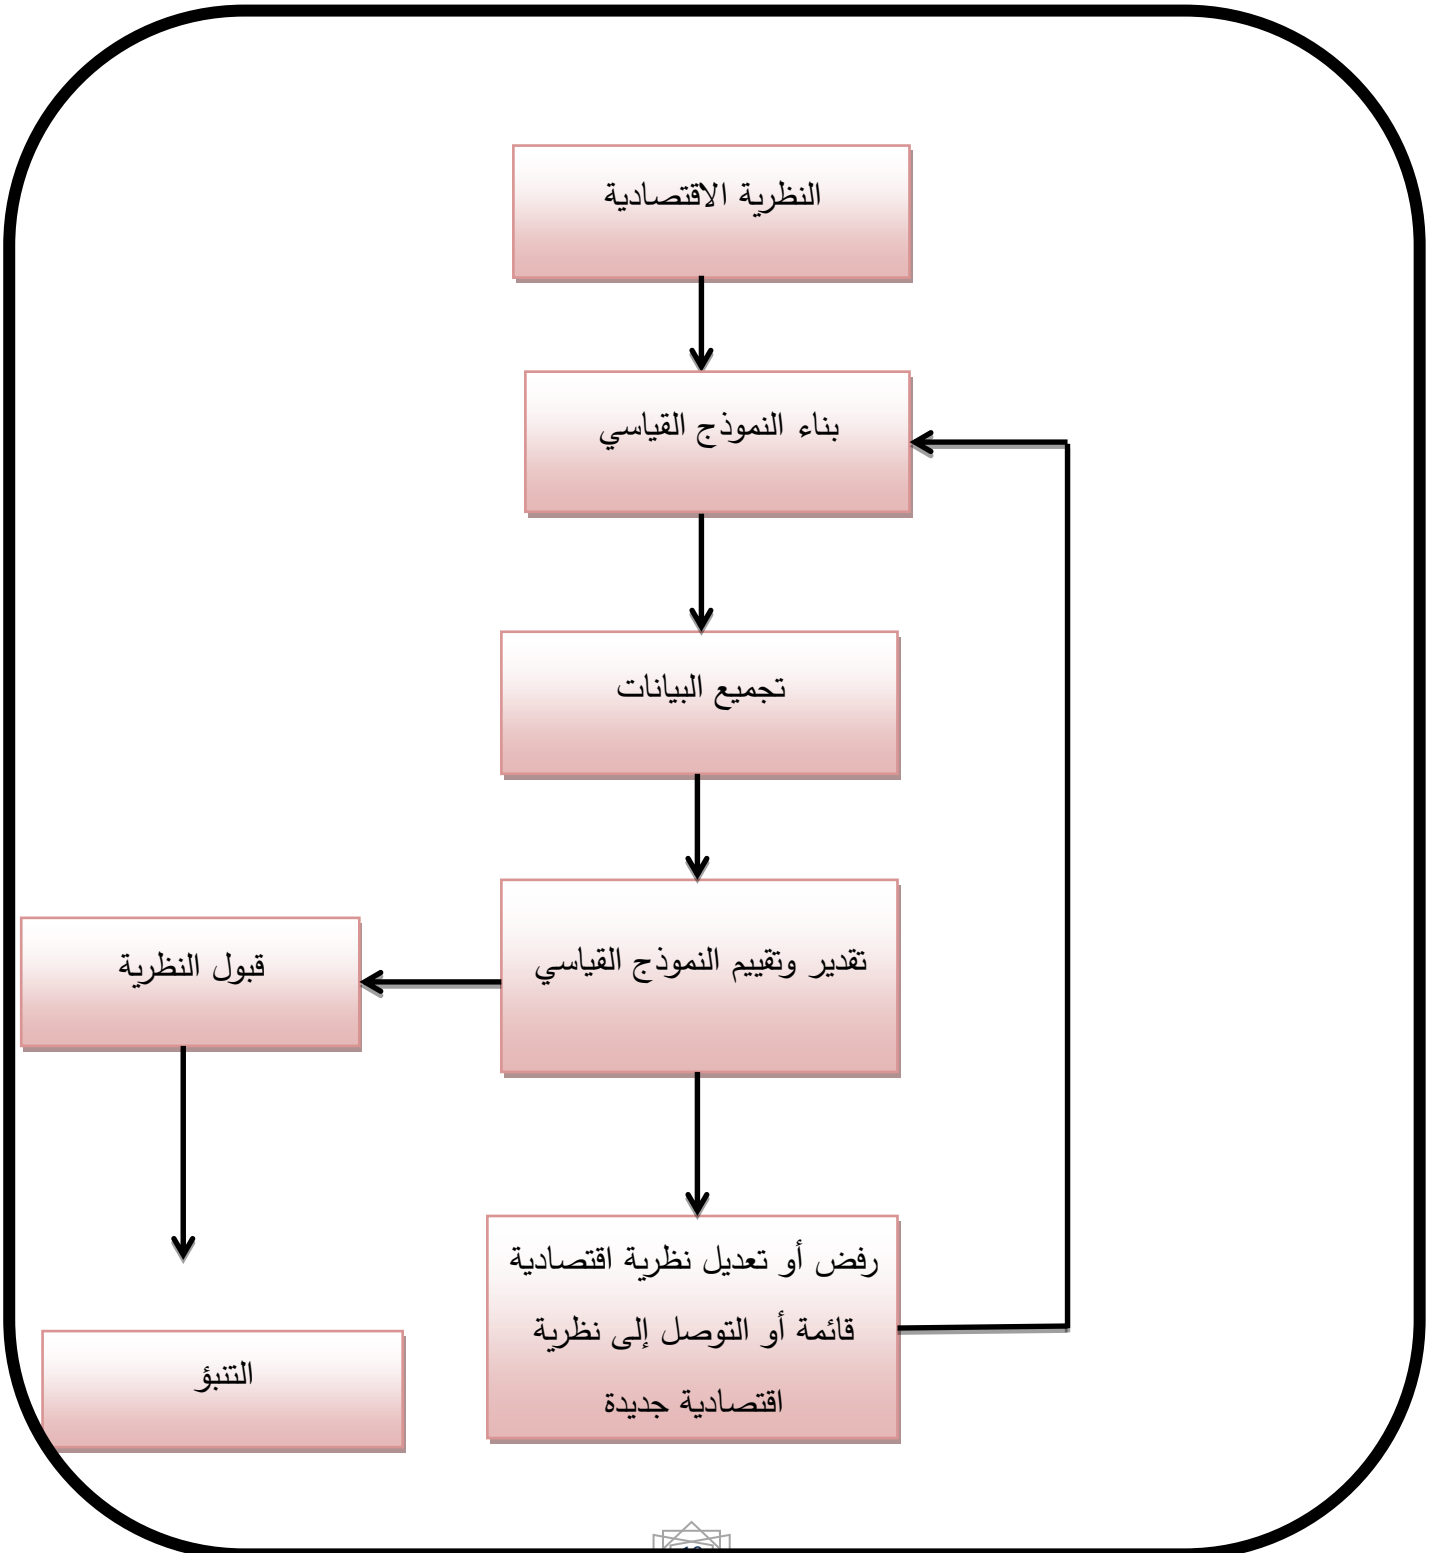 النظرية الاقتصادية
بناء النموذج القياسي
تجميع البيانات
تقدير وتقييم النموذج القياسي
قبول النظرية
رفض أو تعديل نظرية اقتصادية
قائمة أو التوصل إلى نظرية
اقتصادية جديدة
التنبؤ